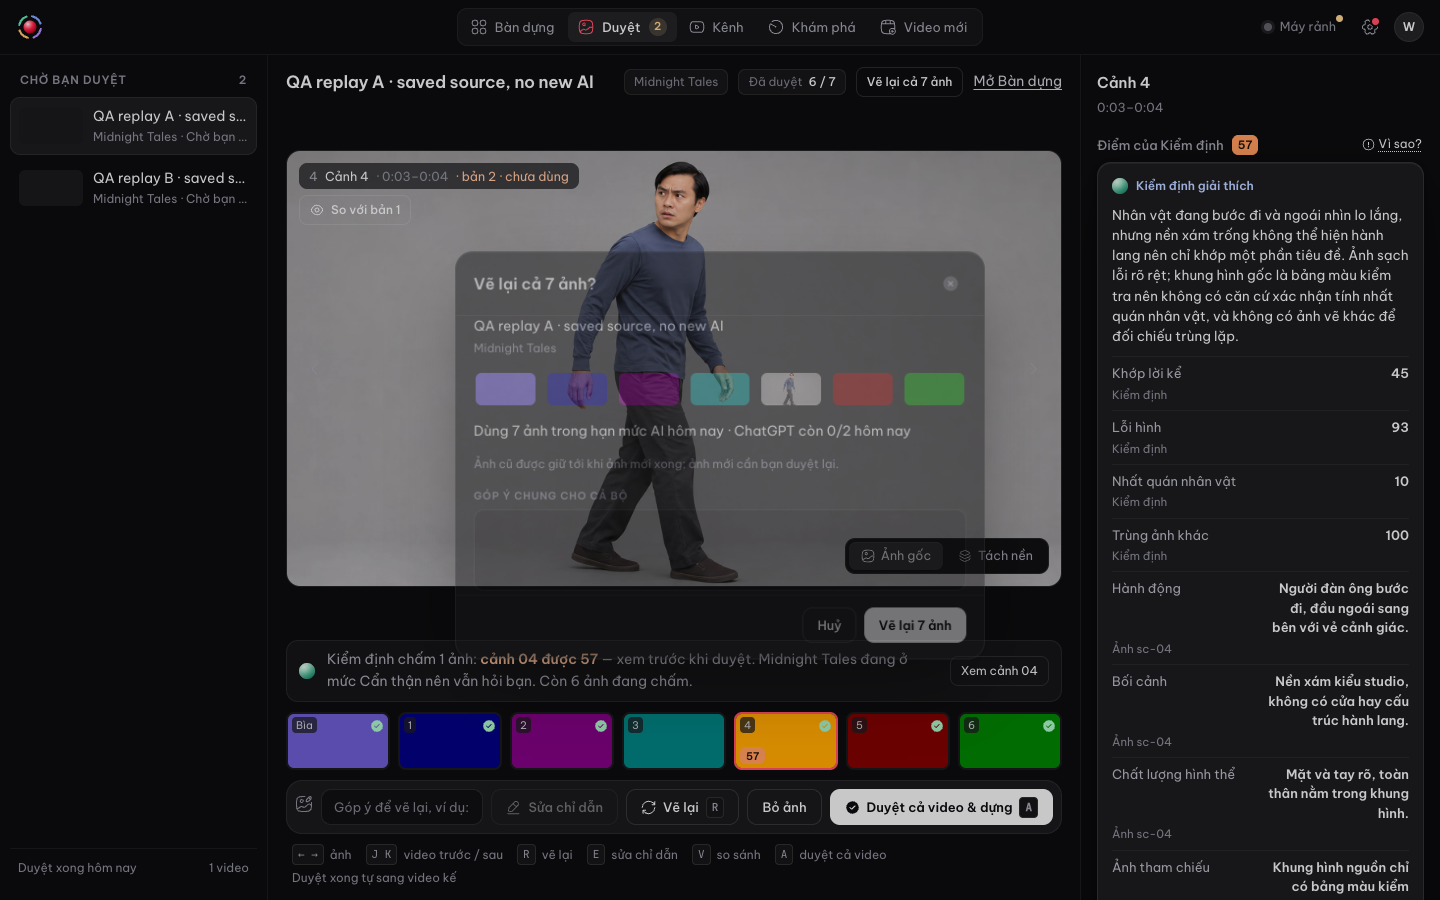 Bàn dựng
Duyệt 2
Kênh
Khám phá
Video mới
Máy rảnh
W
CHỜ BẠN DUYỆT 2
QA replay A · saved s...
Midnight Tales · Chờ bạn ...
QA replay B · saved s...
Midnight Tales · Chờ bạn ...
Duyệt xong hôm nay 1 video
QA replay A · saved source, no new AI
Midnight Tales
Đã duyệt 6 / 7
Vẽ lại cả 7 ảnh
Mở Bàn dựng
4 Cảnh 4 · 0:03–0:04 · bản 2 · chưa dùng
So với bản 1
Vẽ lại cả 7 ảnh?
QA replay A · saved source, no new AI
Midnight Tales
Dùng 7 ảnh trong hạn mức AI hôm nay · ChatGPT còn 0/2 hôm nay
Ảnh cũ được giữ tới khi ảnh mới xong; ảnh mới cần bạn duyệt lại.
GÓP Ý CHUNG CHO CẢ BỘ
Ảnh gốc
Tách nền
Huỷ
Vẽ lại 7 ảnh
Kiểm định chấm 1 ảnh: cảnh 04 được 57 — xem trước khi duyệt. Midnight Tales đang ở
mức Cẩn thận nên vẫn hỏi bạn. Còn 6 ảnh đang chấm.
Xem cảnh 04
Bìa
1
2
3
4
57
5
6
Góp ý để vẽ lại, ví dụ:
Sửa chỉ dẫn
Vẽ lại R
Bỏ ảnh
Duyệt cả video & dựng A
← → ảnh
J K video trước / sau
R vẽ lại
E sửa chỉ dẫn
V so sánh
A duyệt cả video
Duyệt xong tự sang video kế
Cảnh 4
0:03–0:04
Điểm của Kiểm định 57
Vì sao?
Kiểm định giải thích
Nhân vật đang bước đi và ngoái nhìn lo lắng,
nhưng nền xám trống không thể hiện hành
lang nên chỉ khớp một phần tiêu đề. Ảnh sạch
lỗi rõ rệt; khung hình gốc là bảng màu kiểm
tra nên không có căn cứ xác nhận tính nhất
quán nhân vật, và không có ảnh vẽ khác để
đối chiếu trùng lặp.
Khớp lời kể 45
Kiểm định
Lỗi hình 93
Kiểm định
Nhất quán nhân vật 10
Kiểm định
Trùng ảnh khác 100
Kiểm định
Hành động
Người đàn ông bước
đi, đầu ngoái sang
bên với vẻ cảnh giác.
Ảnh sc-04
Bối cảnh
Nền xám kiểu studio,
không có cửa hay cấu
trúc hành lang.
Ảnh sc-04
Chất lượng hình thể
Mặt và tay rõ, toàn
thân nằm trong khung
hình.
Ảnh sc-04
Ảnh tham chiếu
Khung hình nguồn chỉ
có bảng màu kiểm